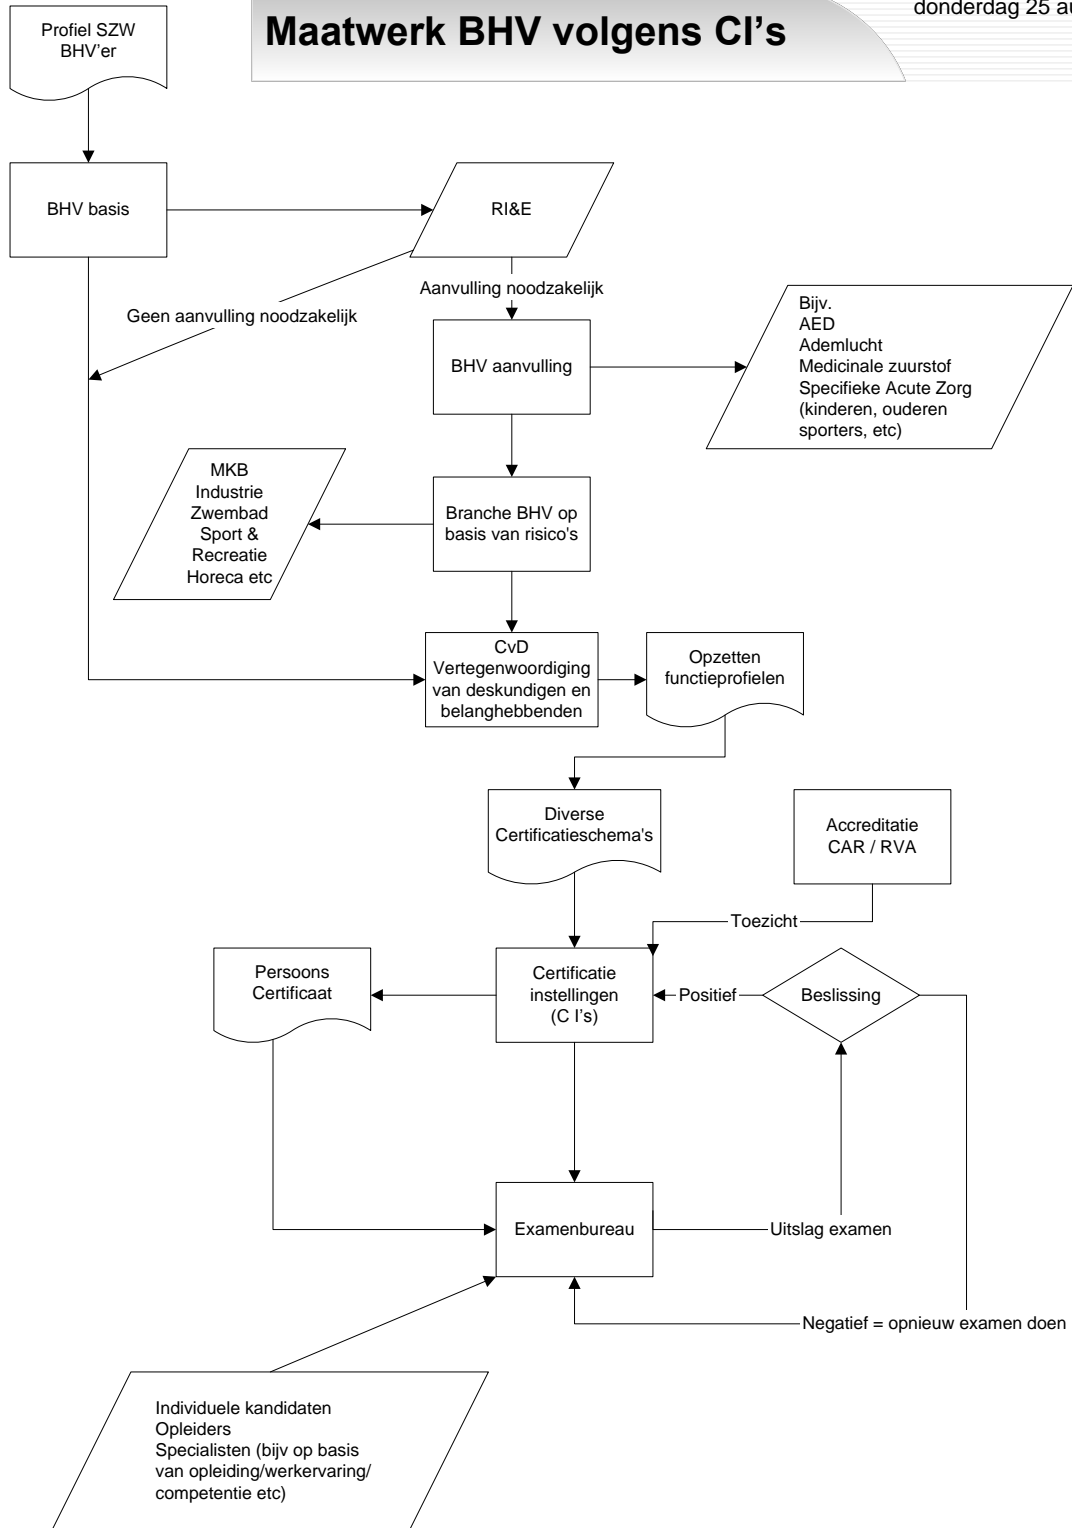 Maatwerk BHV volgens CI's
donderdag 25 au
Profiel SZW
BHV'er
BHV basis
RI&E
Geen aanvulling noodzakelijk
Aanvulling noodzakelijk
BHV aanvulling
Bijv.
AED
Ademlucht
Medicinale zuurstof
Specifieke Acute Zorg
(kinderen, ouderen
sporters, etc)
MKB
Industrie
Zwembad
Sport &
Recreatie
Horeca etc
Branche BHV op
basis van risico's
CvD
Vertegenwoordiging
van deskundigen en
belanghebbenden
Opzetten
functieprofielen
Diverse
Certificatieschema's
Accreditatie
CAR / RVA
Toezicht
Persoons
Certificaat
Certificatie
instellingen
(C I's)
Positief
Beslissing
Examenbureau
Uitslag examen
Negatief = opnieuw examen doen
Individuele kandidaten
Opleiders
Specialisten (bijv op basis
van opleiding/werkervaring/
competentie etc)